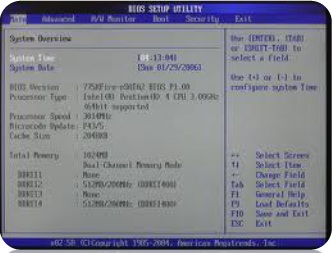 BIOS SETUP UTILITY
Main Advanced H/W Monitor Boot Security Exit
System Overview
System Time :13:04]
System Date [Sun 01/29/2006]
BIOS Version : 775XFire-eSATA2 BIOS P1.00
Processor Type : Intel(R) Pentium(R) 4 CPU 3.00GHz
64bit supported
Processor Speed : 3014MHz
Microcode Update : F43/5
Cache Size : 2048KB
Total Memory : 1024MB
Dual-Channel Memory Mode
DDRII1 : None
DDRII2 : 512MB/200MHz (DDRII400)
DDRII3 : None
DDRII4 : 512MB/200MHz (DDRII400)
Use [ENTER], [TAB]
or [SHIFT-TAB] to
select a field.
Use [+] or [-] to
configure system Time
↔ Select Screen
↑↓ Select Item
+- Change Field
Tab Select Field
F1 General Help
F9 Load Defaults
F10 Save and Exit
ESC Exit
v02.58 (C)Copyright 1985-2004, American Megatrends, Inc.